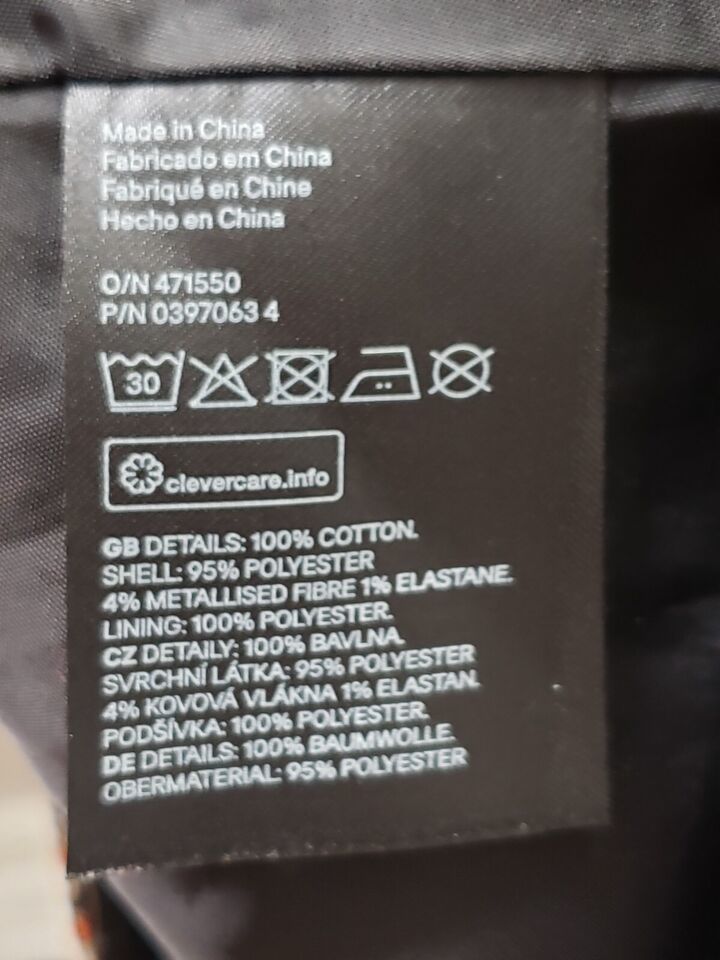 Made in China
Fabricado em China
Fabriqué en Chine
Hecho en China
O/N 471550
P/N 0397063 4
30
clevercare.info
GB DETAILS: 100% COTTON.
SHELL: 95% POLYESTER
4% METALLISED FIBRE 1% ELASTANE.
LINING: 100% POLYESTER.
CZ DETAILY: 100% BAVLNA.
SVRCHNÍ LÁTKA: 95% POLYESTER
4% KOVOVÁ VLÁKNA 1% ELASTAN.
PODŠÍVKA: 100% POLYESTER.
DE DETAILS: 100% BAUMWOLLE.
OBERMATERIAL: 95% POLYESTER